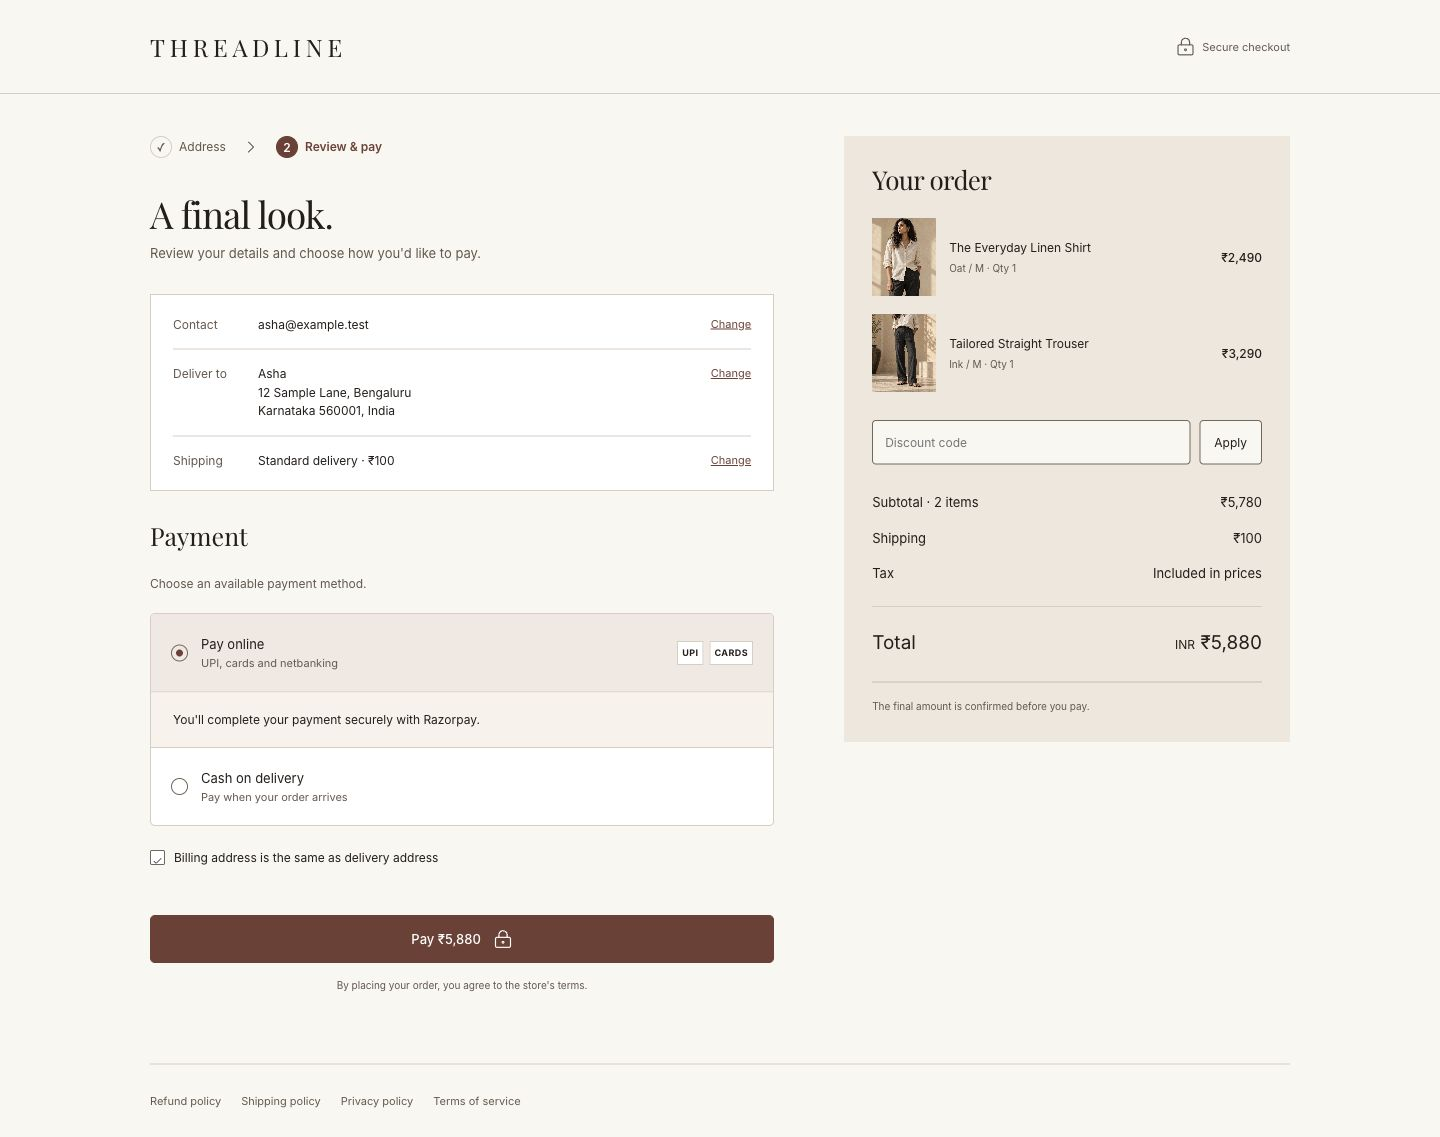 THREADLINE
Secure checkout
Address
2 Review & pay
A final look.
Review your details and choose how you'd like to pay.
Contact asha@example.test Change
Deliver to Asha Change
12 Sample Lane, Bengaluru
Karnataka 560001, India
Shipping Standard delivery · ₹100 Change
Payment
Choose an available payment method.
Pay online
UPI, cards and netbanking
UPI CARDS
You'll complete your payment securely with Razorpay.
Cash on delivery
Pay when your order arrives
Billing address is the same as delivery address
Pay ₹5,880
By placing your order, you agree to the store's terms.
Your order
The Everyday Linen Shirt
Oat / M · Qty 1
₹2,490
Tailored Straight Trouser
Ink / M · Qty 1
₹3,290
Discount code Apply
Subtotal · 2 items ₹5,780
Shipping ₹100
Tax Included in prices
Total INR ₹5,880
The final amount is confirmed before you pay.
Refund policy Shipping policy Privacy policy Terms of service